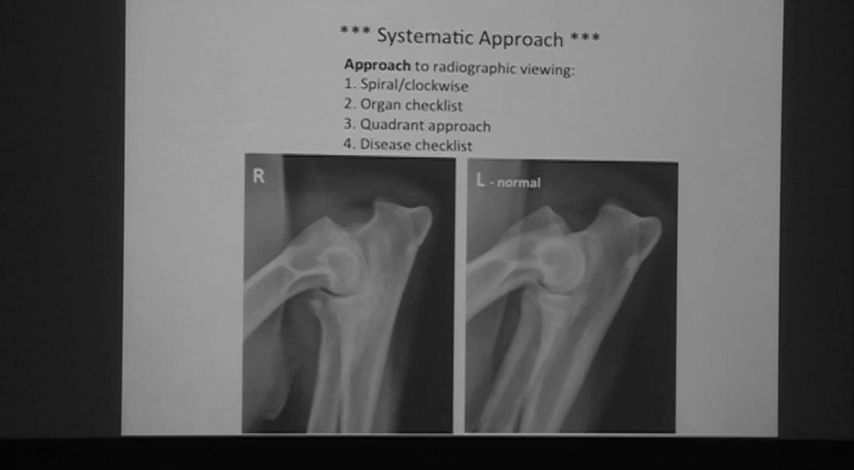 *** Systematic Approach ***
Approach to radiographic viewing:
1. Spiral/clockwise
2. Organ checklist
3. Quadrant approach
4. Disease checklist
R
L - normal